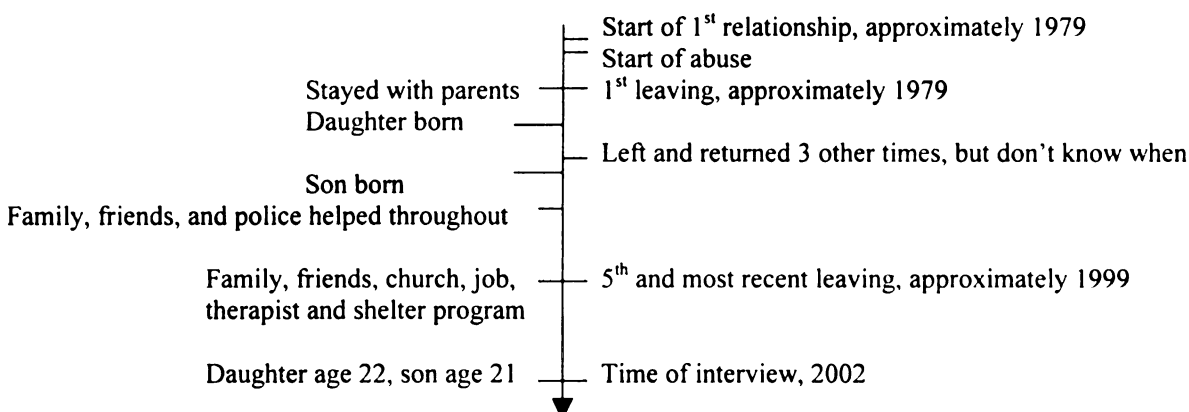 Start of 1st relationship, approximately 1979
Start of abuse
Stayed with parents
1st leaving, approximately 1979
Daughter born
Left and returned 3 other times, but don't know when
Son born
Family, friends, and police helped throughout
Family, friends, church, job,
therapist and shelter program
5th and most recent leaving, approximately 1999
Daughter age 22, son age 21
Time of interview, 2002